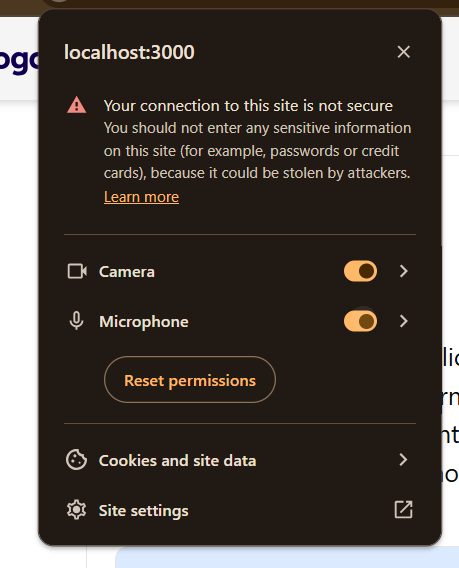 localhost:3000
Your connection to this site is not secure
You should not enter any sensitive information
on this site (for example, passwords or credit
cards), because it could be stolen by attackers.
Learn more
Camera
Microphone
Reset permissions
Cookies and site data
Site settings